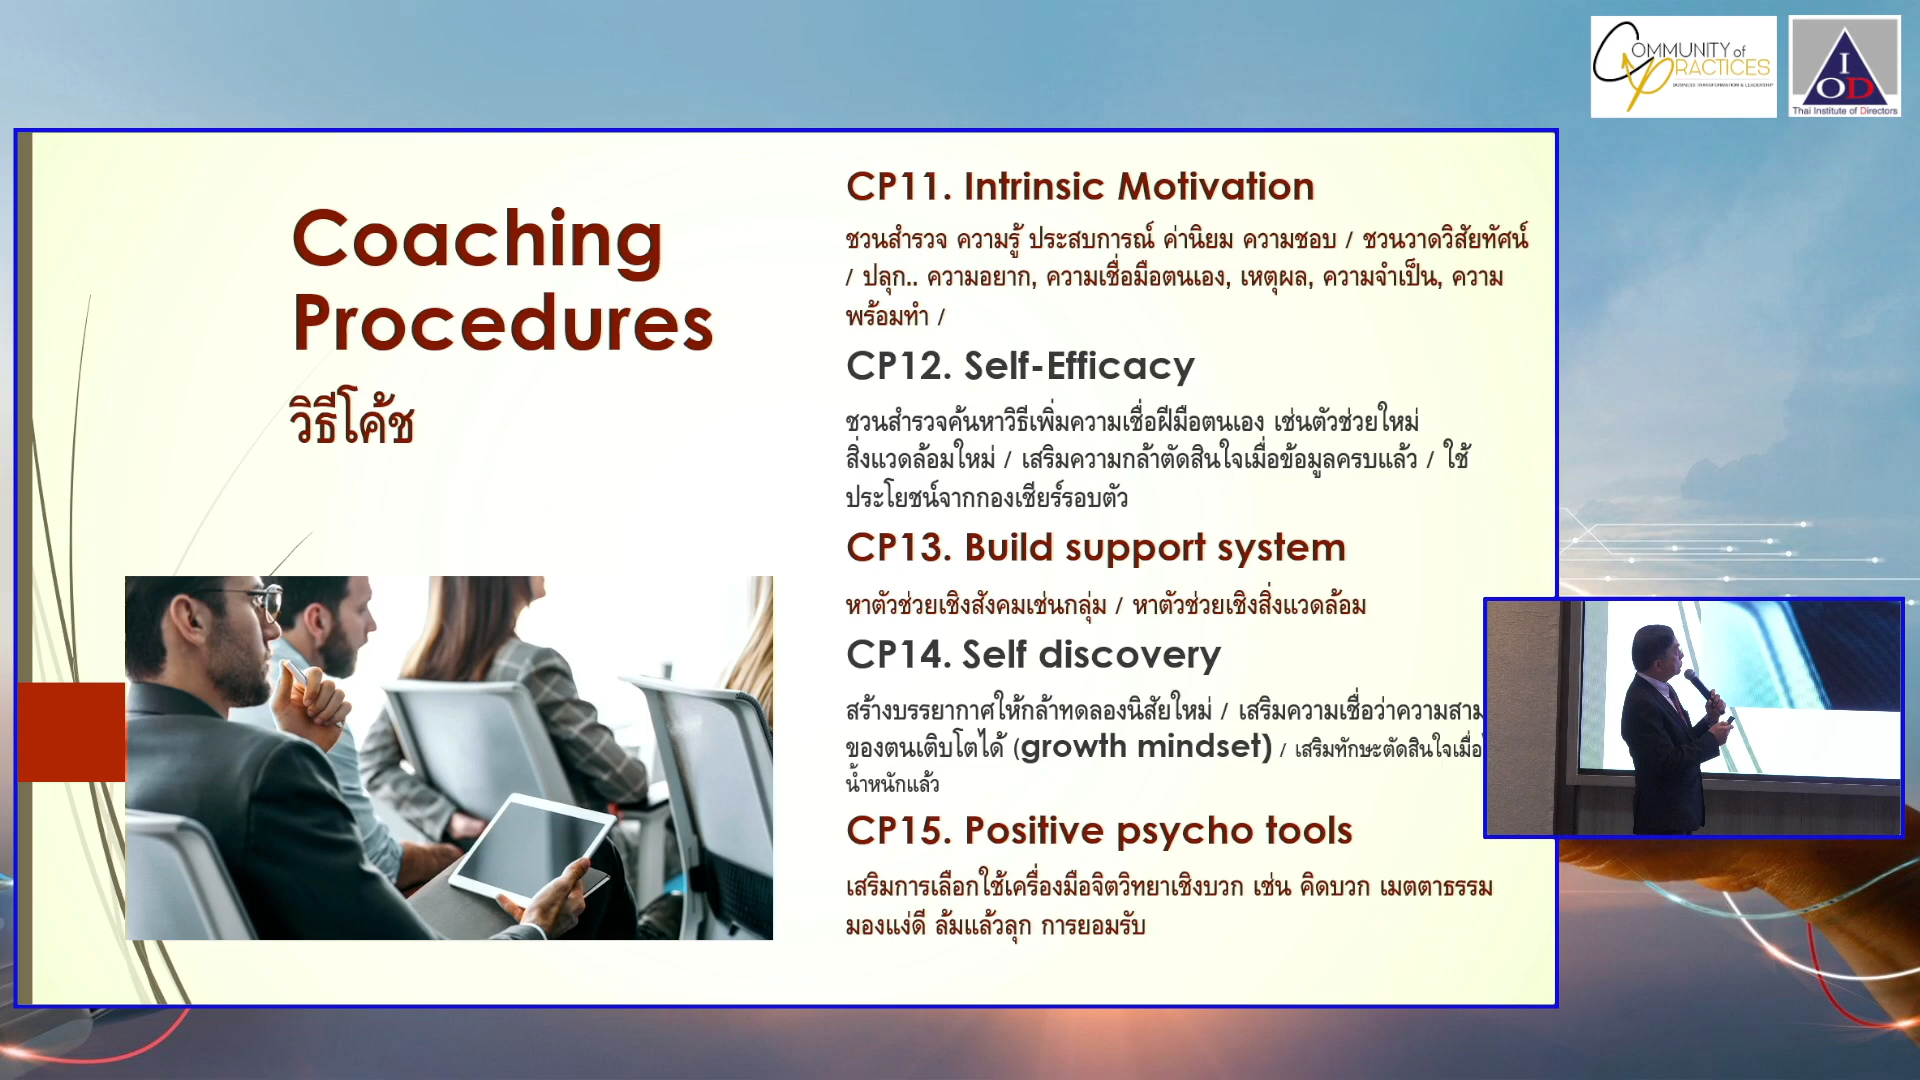 COMMUNITY of
PRACTICES
BUSINESS TRANSFORMATION & LEADERSHIP
IOD
Thai Institute of Directors
Coaching
Procedures
วิธีโค้ช
CP11. Intrinsic Motivation
ชวนสำรวจ ความรู้ ประสบการณ์ ค่านิยม ความชอบ / ชวนวาดวิสัยทัศน์
/ ปลุก.. ความอยาก, ความเชื่อมือตนเอง, เหตุผล, ความจำเป็น, ความ
พร้อมทำ /
CP12. Self-Efficacy
ชวนสำรวจค้นหาวิธีเพิ่มความเชื่อฝีมือตนเอง เช่นตัวช่วยใหม่
สิ่งแวดล้อมใหม่ / เสริมความกล้าตัดสินใจเมื่อข้อมูลครบแล้ว / ใช้
ประโยชน์จากกองเชียร์รอบตัว
CP13. Build support system
หาตัวช่วยเชิงสังคมเช่นกลุ่ม / หาตัวช่วยเชิงสิ่งแวดล้อม
CP14. Self discovery
สร้างบรรยากาศให้กล้าทดลองนิสัยใหม่ / เสริมความเชื่อว่าความสาม
ของตนเติบโตได้ (growth mindset) / เสริมทักษะตัดสินใจเมื่อ
น้ำหนักแล้ว
CP15. Positive psycho tools
เสริมการเลือกใช้เครื่องมือจิตวิทยาเชิงบวก เช่น คิดบวก เมตตาธรรม
มองแง่ดี ล้มแล้วลุก การยอมรับ